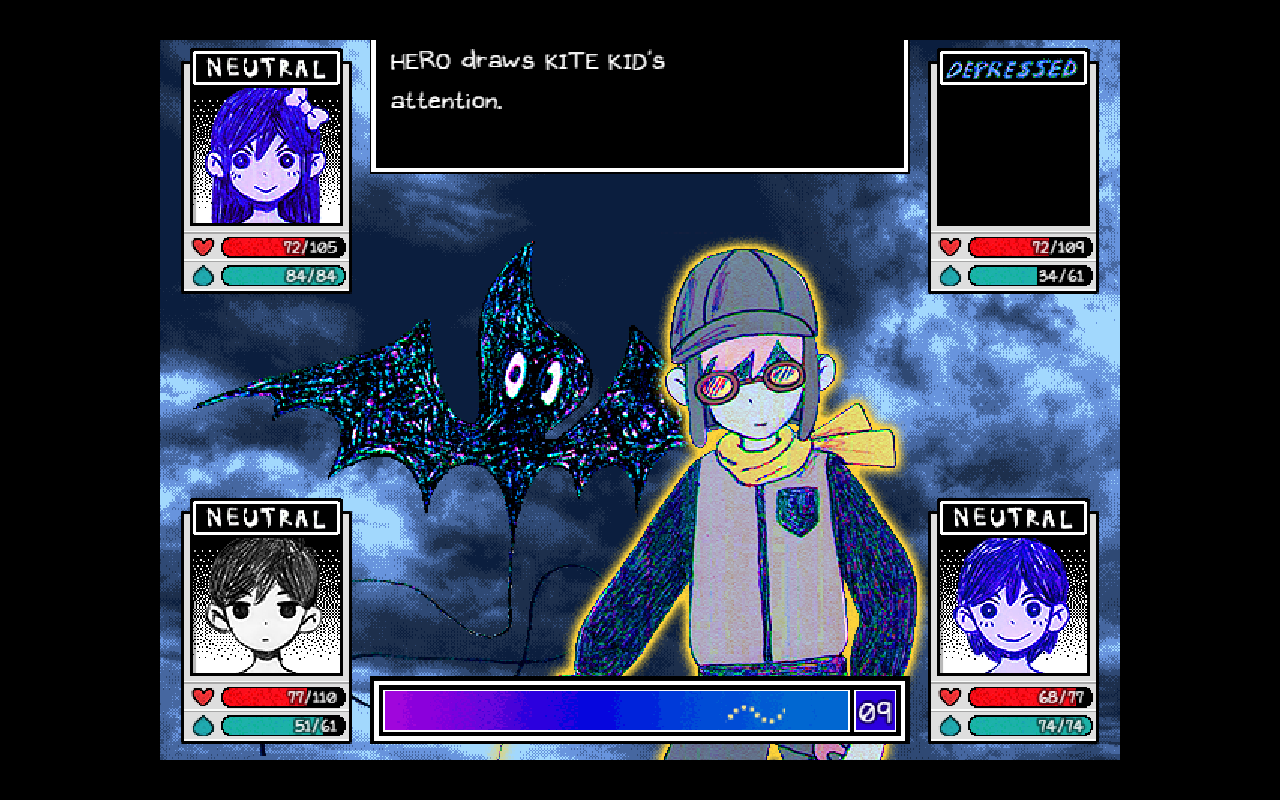 HERO draws KITE KID's
attention.
NEUTRAL
72/105
84/84
DEPRESSED
72/109
34/61
NEUTRAL
77/110
51/61
NEUTRAL
68/77
74/74
09